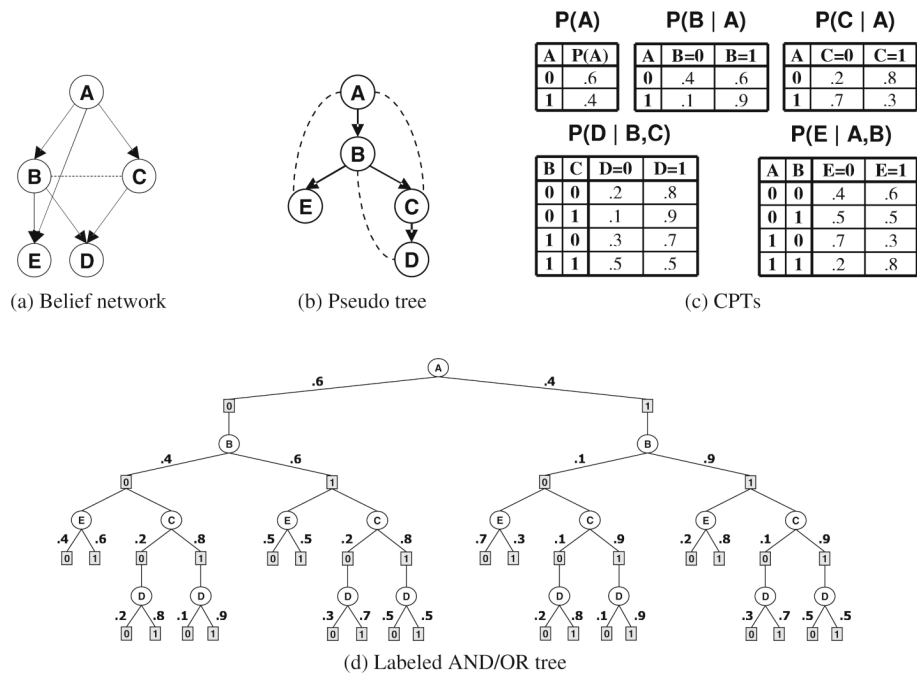 P(A) P(B | A) P(C | A)
A P(A)
0 .6
1 .4
A B=0 B=1
0 .4 .6
1 .1 .9
A C=0 C=1
0 .2 .8
1 .7 .3
P(D | B,C) P(E | A,B)
B C D=0 D=1
0 0 .2 .8
0 1 .1 .9
1 0 .3 .7
1 1 .5 .5
A B E=0 E=1
0 0 .4 .6
0 1 .5 .5
1 0 .7 .3
1 1 .2 .8
A
B C
E D
A
B
E C
D
(a) Belief network (b) Pseudo tree (c) CPTs
A
.6 .4
0 1
B B
.4 .6 .1 .9
0 1 0 1
E C E C E C E C
.4 .6 .2 .8 .5 .5 .2 .8 .7 .3 .1 .9 .2 .8 .1 .9
0 1 0 1 0 1 0 1 0 1 0 1 0 1 0 1
D D D D D D D D
.2 .8 .1 .9 .3 .7 .5 .5 .2 .8 .1 .9 .3 .7 .5 .5
0 1 0 1 0 1 0 1 0 1 0 1 0 1 0 1
(d) Labeled AND/OR tree